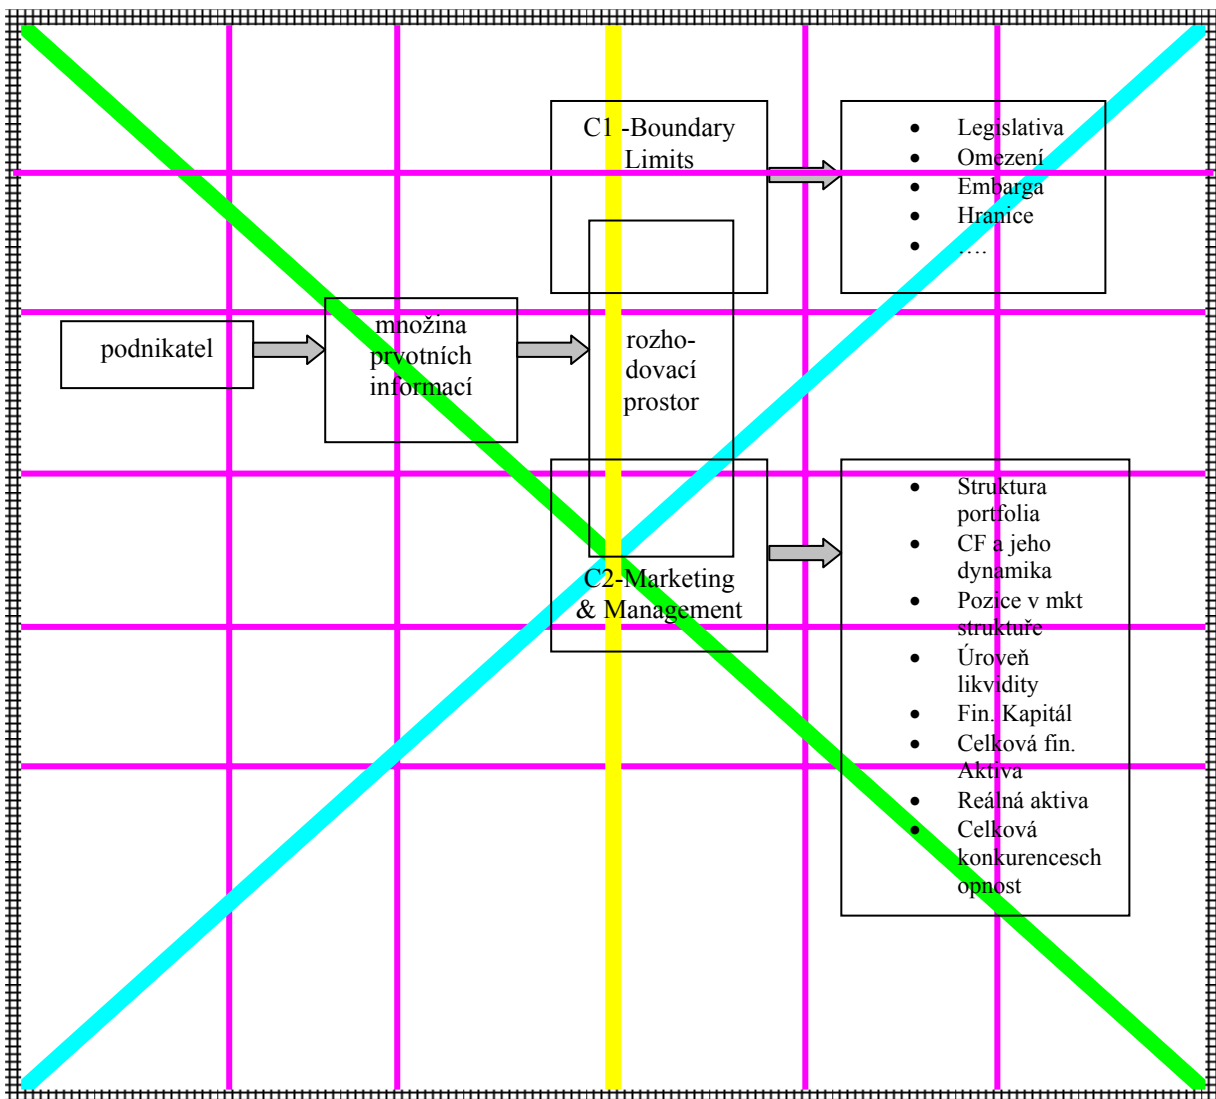 C1 -Boundary
Limits
• Legislativa
• Omezení
• Embarga
• Hranice
• ….
podnikatel
množina
prvotních
informací
rozho-
dovací
prostor
C2-Marketing
& Management
• Struktura
portfolia
• CF a jeho
dynamika
• Pozice v mkt
struktuře
• Úroveň
likvidity
• Fin. Kapitál
• Celková fin.
Aktiva
• Reálná aktiva
• Celková
konkurencesch
opnost